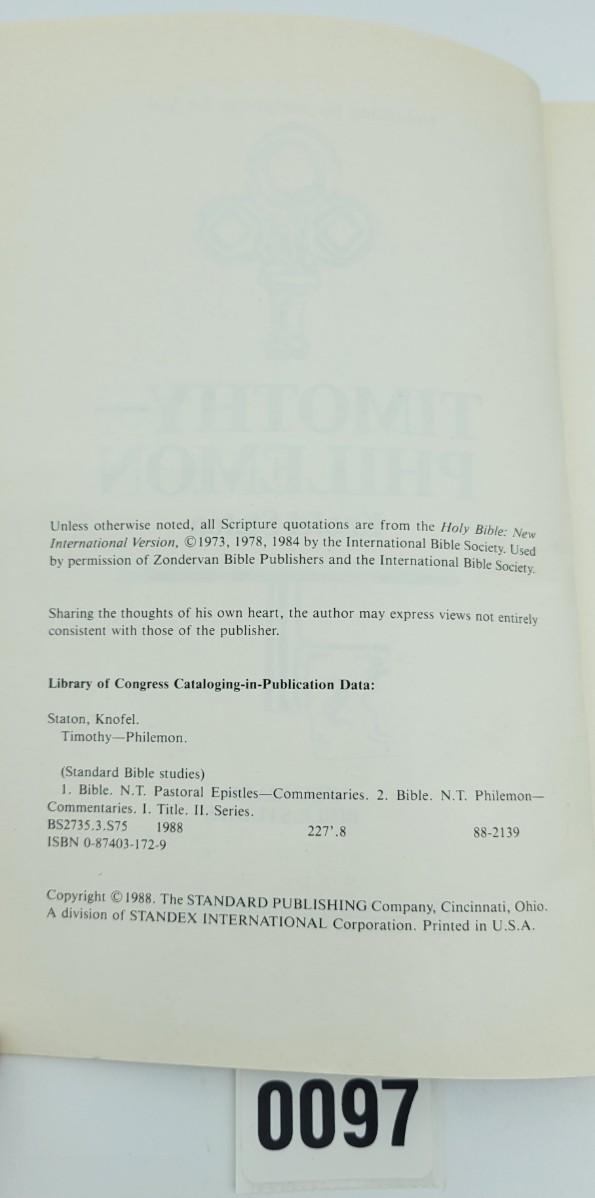 TIMOTHY—
PHILEMON
Unless otherwise noted, all Scripture quotations are from the Holy Bible: New
International Version, ©1973, 1978, 1984 by the International Bible Society. Used
by permission of Zondervan Bible Publishers and the International Bible Society.
Sharing the thoughts of his own heart, the author may express views not entirely
consistent with those of the publisher.
Library of Congress Cataloging-in-Publication Data:
Staton, Knofel.
Timothy—Philemon.
(Standard Bible studies)
1. Bible. N.T. Pastoral Epistles—Commentaries. 2. Bible. N.T. Philemon—
Commentaries. I. Title. II. Series.
BS2735.3.S75 1988 227'.8 88-2139
ISBN 0-87403-172-9
Copyright ©1988. The STANDARD PUBLISHING Company, Cincinnati, Ohio.
A division of STANDEX INTERNATIONAL Corporation. Printed in U.S.A.
0097